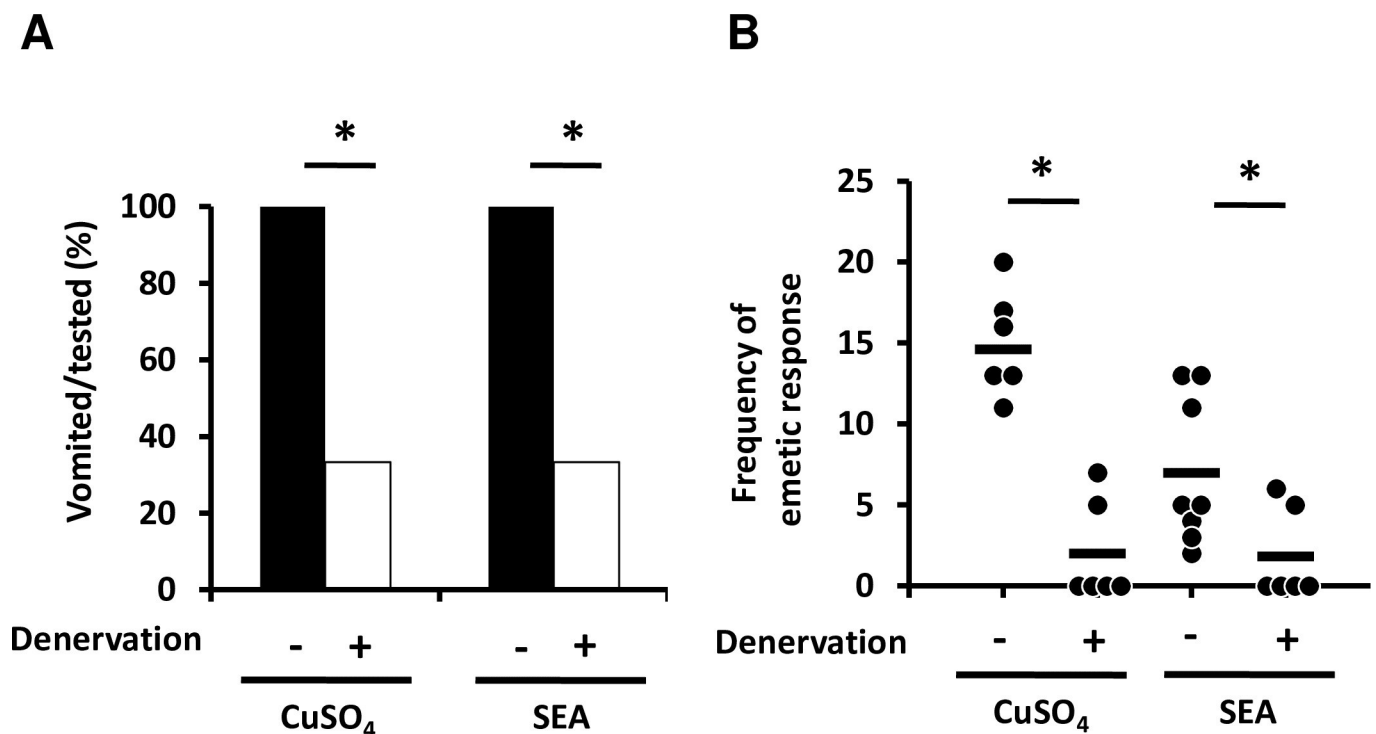 A
*
*
100
80
60
40
20
0
Vomited/tested (%)
Denervation - + - +
CuSO₄ SEA
B
*
*
25
20
15
10
5
0
Frequency of
emetic response
Denervation - + - +
CuSO₄ SEA